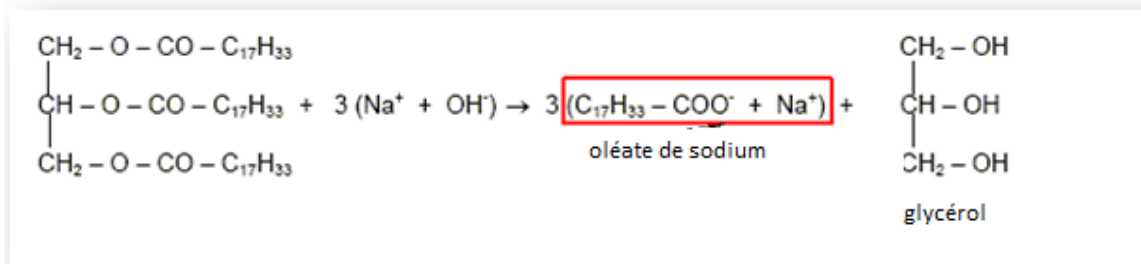 CH₂ – O – CO – C₁₇H₃₃ CH₂ – OH
CH – O – CO – C₁₇H₃₃ + 3 (Na⁺ + OH⁻) → 3 (C₁₇H₃₃ – COO⁻ + Na⁺) + CH – OH
CH₂ – O – CO – C₁₇H₃₃ oléate de sodium CH₂ – OH
glycérol